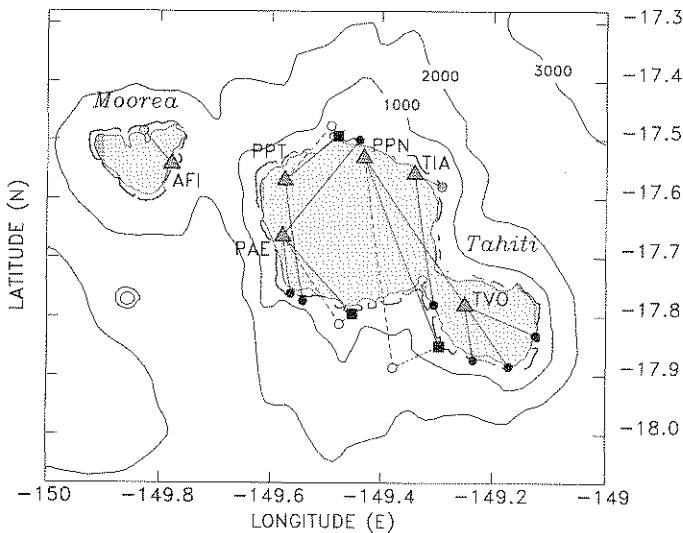 -17.3
3000
2000
-17.4
Moorea
1000
-17.5
PPT
PPN
TIA
AFI
-17.6
LATITUDE (N)
PAE
Tahiti
-17.7
TVO
-17.8
-17.9
-18.0
-150
-149.8
-149.6
-149.4
-149.2
-149
LONGITUDE (E)